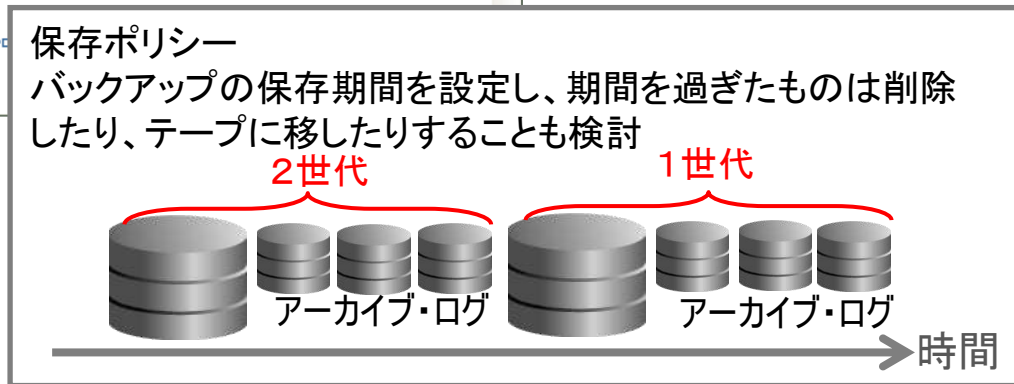 保存ポリシー
バックアップの保存期間を設定し、期間を過ぎたものは削除
したり、テープに移したりすることも検討
2世代
1世代
アーカイブ・ログ
アーカイブ・ログ
時間